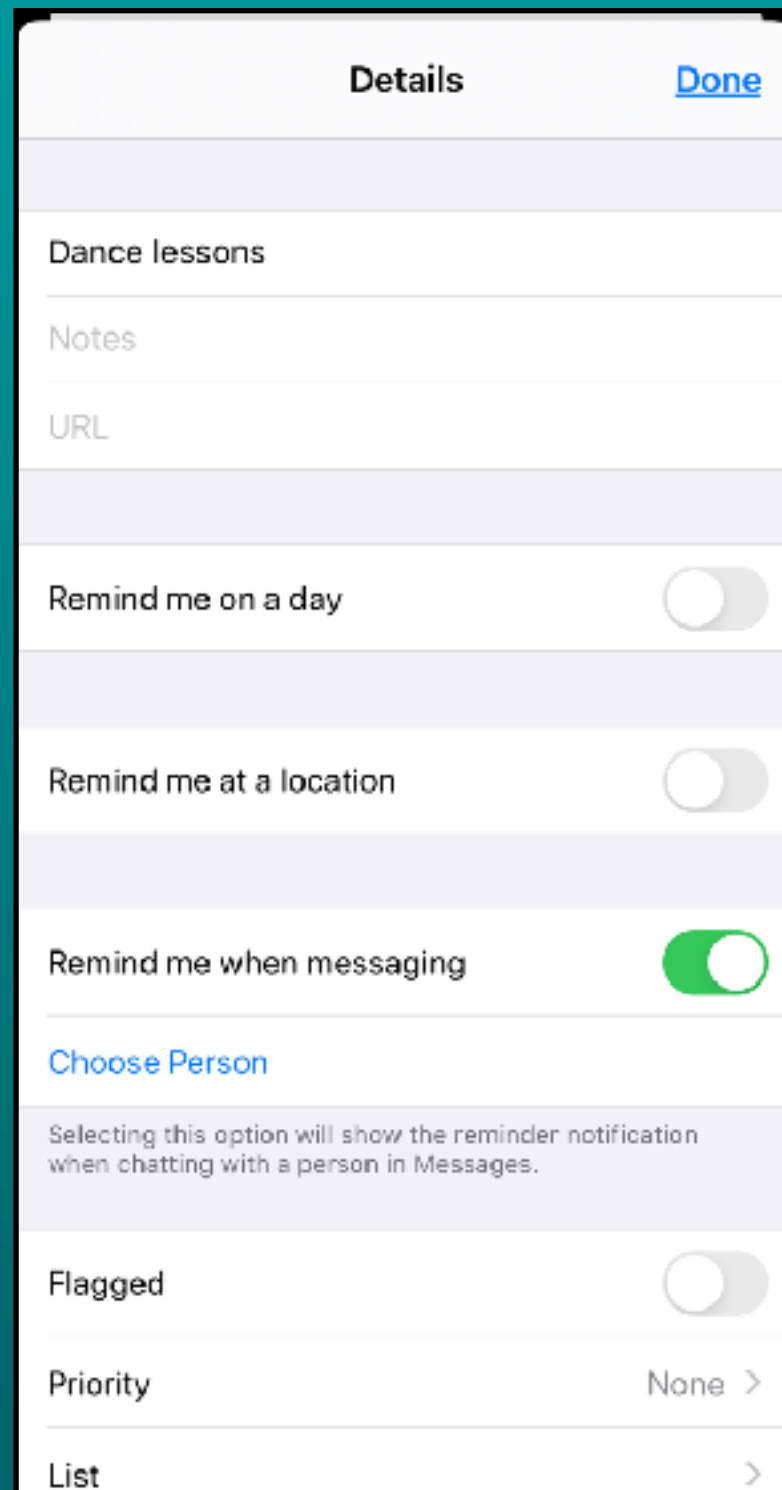 Details Done
Dance lessons
Notes
URL
Remind me on a day
Remind me at a location
Remind me when messaging
Choose Person
Selecting this option will show the reminder notification
when chatting with a person in Messages.
Flagged
Priority None
List